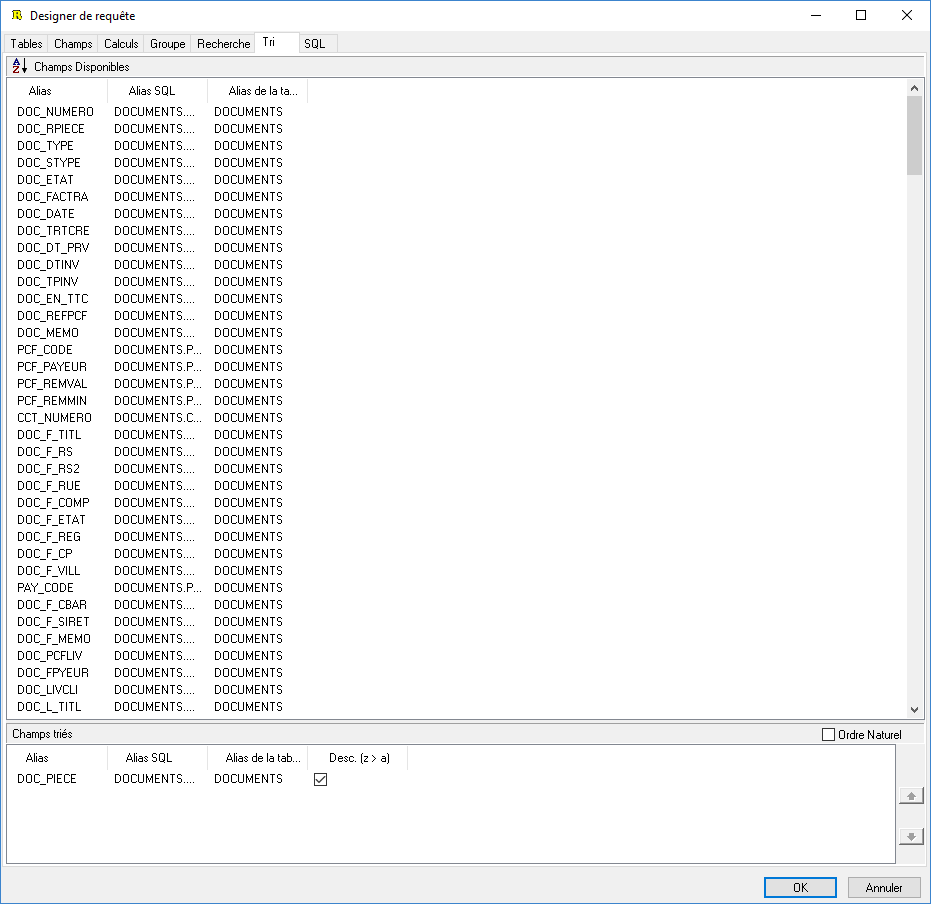 Designer de requête
Tables Champs Calculs Groupe Recherche Tri SQL
Champs Disponibles
Alias Alias SQL Alias de la ta...
DOC_NUMERO DOCUMENTS.... DOCUMENTS
DOC_RPIECE DOCUMENTS.... DOCUMENTS
DOC_TYPE DOCUMENTS.... DOCUMENTS
DOC_STYPE DOCUMENTS.... DOCUMENTS
DOC_ETAT DOCUMENTS.... DOCUMENTS
DOC_FACTRA DOCUMENTS.... DOCUMENTS
DOC_DATE DOCUMENTS.... DOCUMENTS
DOC_TRTCRE DOCUMENTS.... DOCUMENTS
DOC_DT_PRV DOCUMENTS.... DOCUMENTS
DOC_DTINV DOCUMENTS.... DOCUMENTS
DOC_TPINV DOCUMENTS.... DOCUMENTS
DOC_EN_TTC DOCUMENTS.... DOCUMENTS
DOC_REFPCF DOCUMENTS.... DOCUMENTS
DOC_MEMO DOCUMENTS.... DOCUMENTS
PCF_CODE DOCUMENTS.P... DOCUMENTS
PCF_PAYEUR DOCUMENTS.P... DOCUMENTS
PCF_REMVAL DOCUMENTS.P... DOCUMENTS
PCF_REMMIN DOCUMENTS.P... DOCUMENTS
CCT_NUMERO DOCUMENTS.C... DOCUMENTS
DOC_F_TITL DOCUMENTS.... DOCUMENTS
DOC_F_RS DOCUMENTS.... DOCUMENTS
DOC_F_RS2 DOCUMENTS.... DOCUMENTS
DOC_F_RUE DOCUMENTS.... DOCUMENTS
DOC_F_COMP DOCUMENTS.... DOCUMENTS
DOC_F_ETAT DOCUMENTS.... DOCUMENTS
DOC_F_REG DOCUMENTS.... DOCUMENTS
DOC_F_CP DOCUMENTS.... DOCUMENTS
DOC_F_VILL DOCUMENTS.... DOCUMENTS
PAY_CODE DOCUMENTS.P... DOCUMENTS
DOC_F_CBAR DOCUMENTS.... DOCUMENTS
DOC_F_SIRET DOCUMENTS.... DOCUMENTS
DOC_F_MEMO DOCUMENTS.... DOCUMENTS
DOC_PCFLIV DOCUMENTS.... DOCUMENTS
DOC_FPYEUR DOCUMENTS.... DOCUMENTS
DOC_LIVCLI DOCUMENTS.... DOCUMENTS
DOC_L_TITL DOCUMENTS.... DOCUMENTS
Champs triés Ordre Naturel
Alias Alias SQL Alias de la tab... Desc. (z > a)
DOC_PIECE DOCUMENTS.... DOCUMENTS
OK Annuler